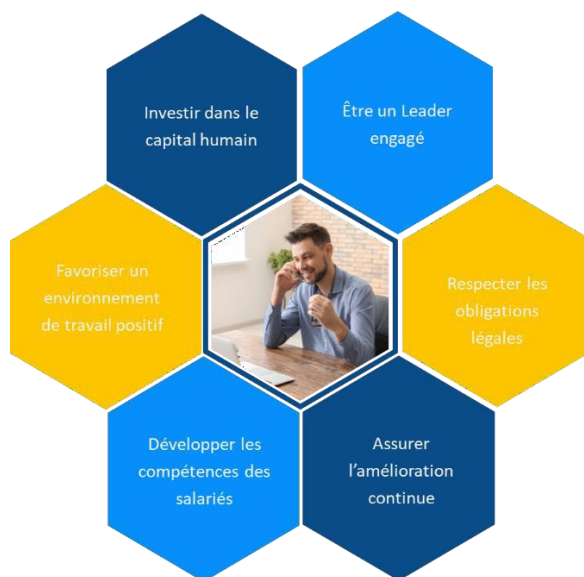 Investir dans le
capital humain
Être un Leader
engagé
Favoriser un
environnement
de travail positif
Respecter les
obligations
légales
Développer les
compétences des
salariés
Assurer
l’amélioration
continue